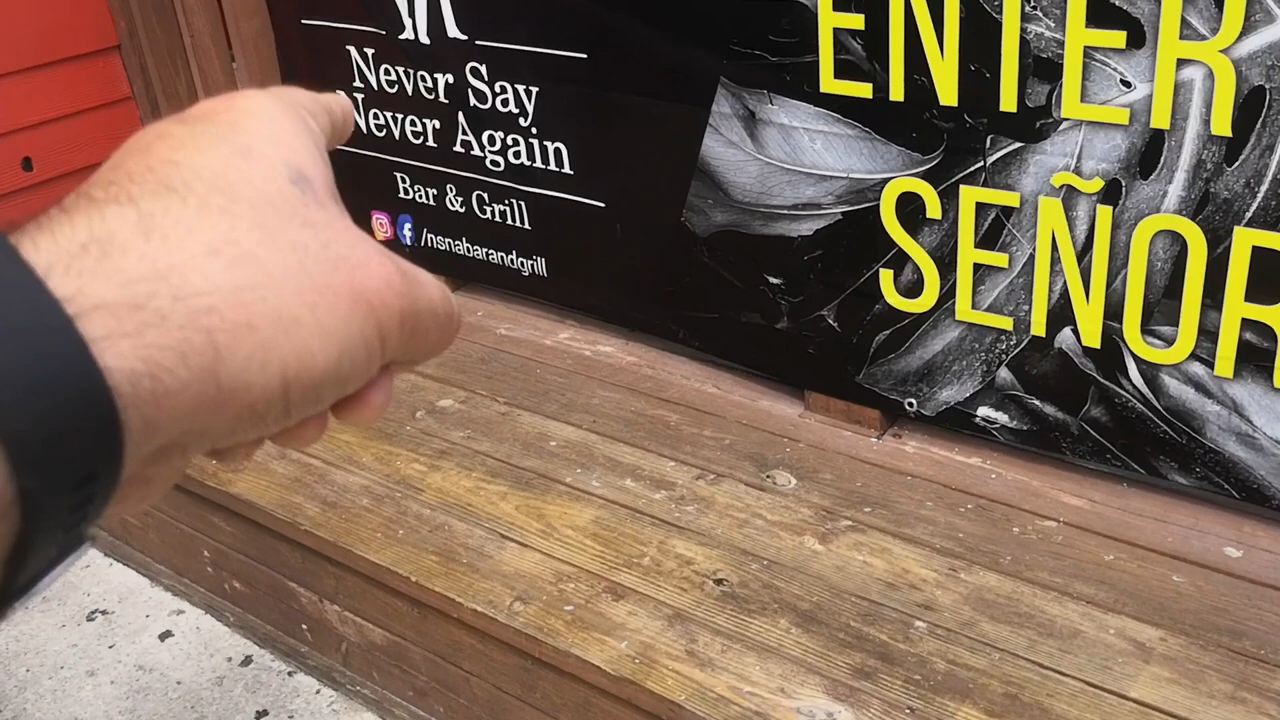 Never Say
Never Again
Bar & Grill
/nsnabarandgrill
ENTER
SEÑOR